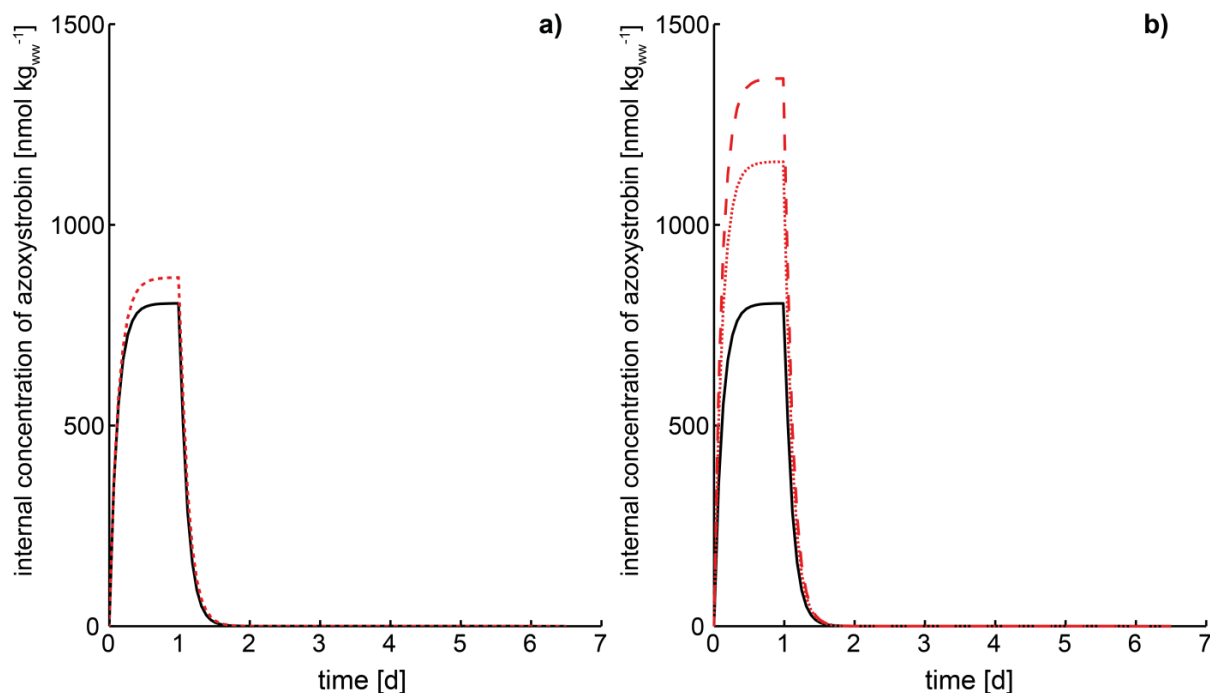 a)
internal concentration of azoxystrobin [nmol kg_ww^-1]
1500
1000
500
0
0 1 2 3 4 5 6 7
time [d]
b)
internal concentration of azoxystrobin [nmol kg_ww^-1]
1500
1000
500
0
0 1 2 3 4 5 6 7
time [d]